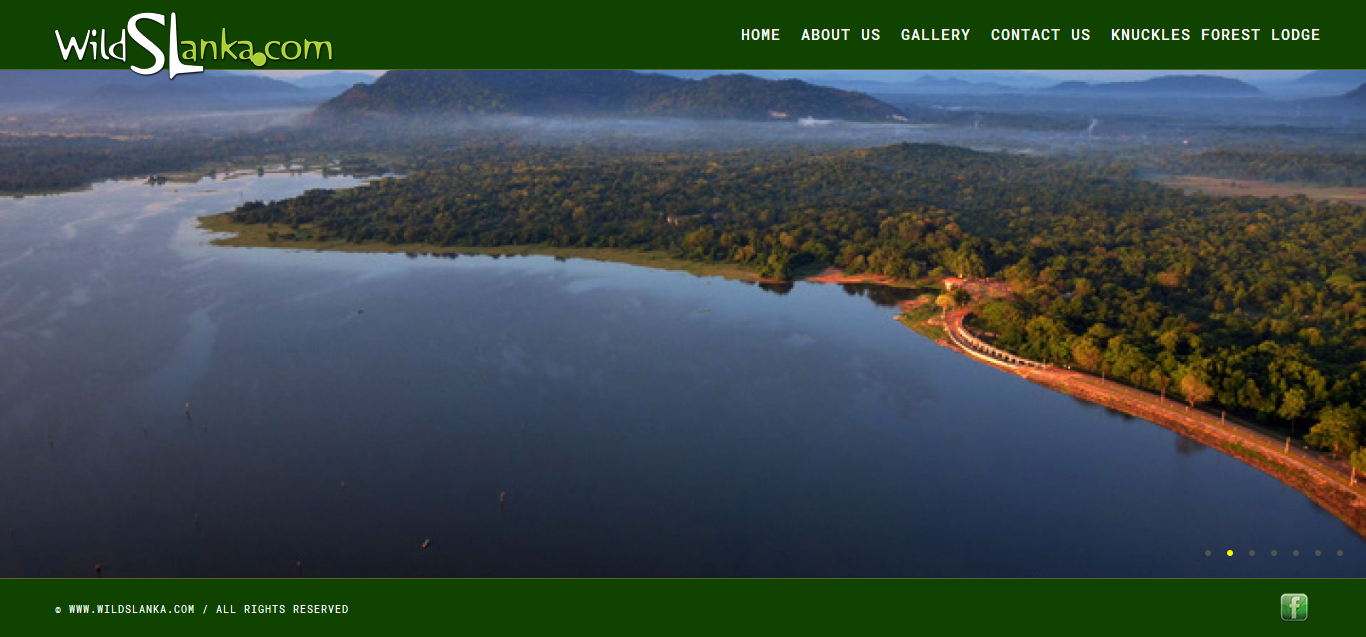 WildSLanka.com
HOME ABOUT US GALLERY CONTACT US KNUCKLES FOREST LODGE
© WWW.WILDSLANKA.COM / ALL RIGHTS RESERVED
f